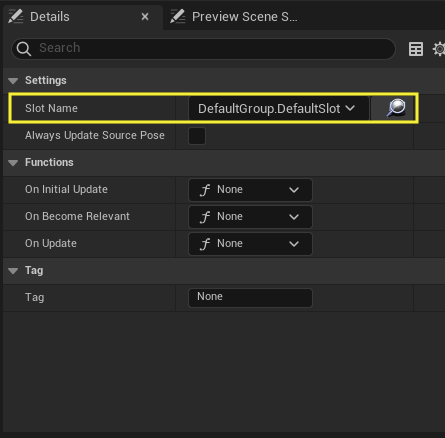 Details
Preview Scene S...
Search
Settings
Slot Name DefaultGroup.DefaultSlot
Always Update Source Pose
Functions
On Initial Update f None
On Become Relevant f None
On Update f None
Tag
Tag None